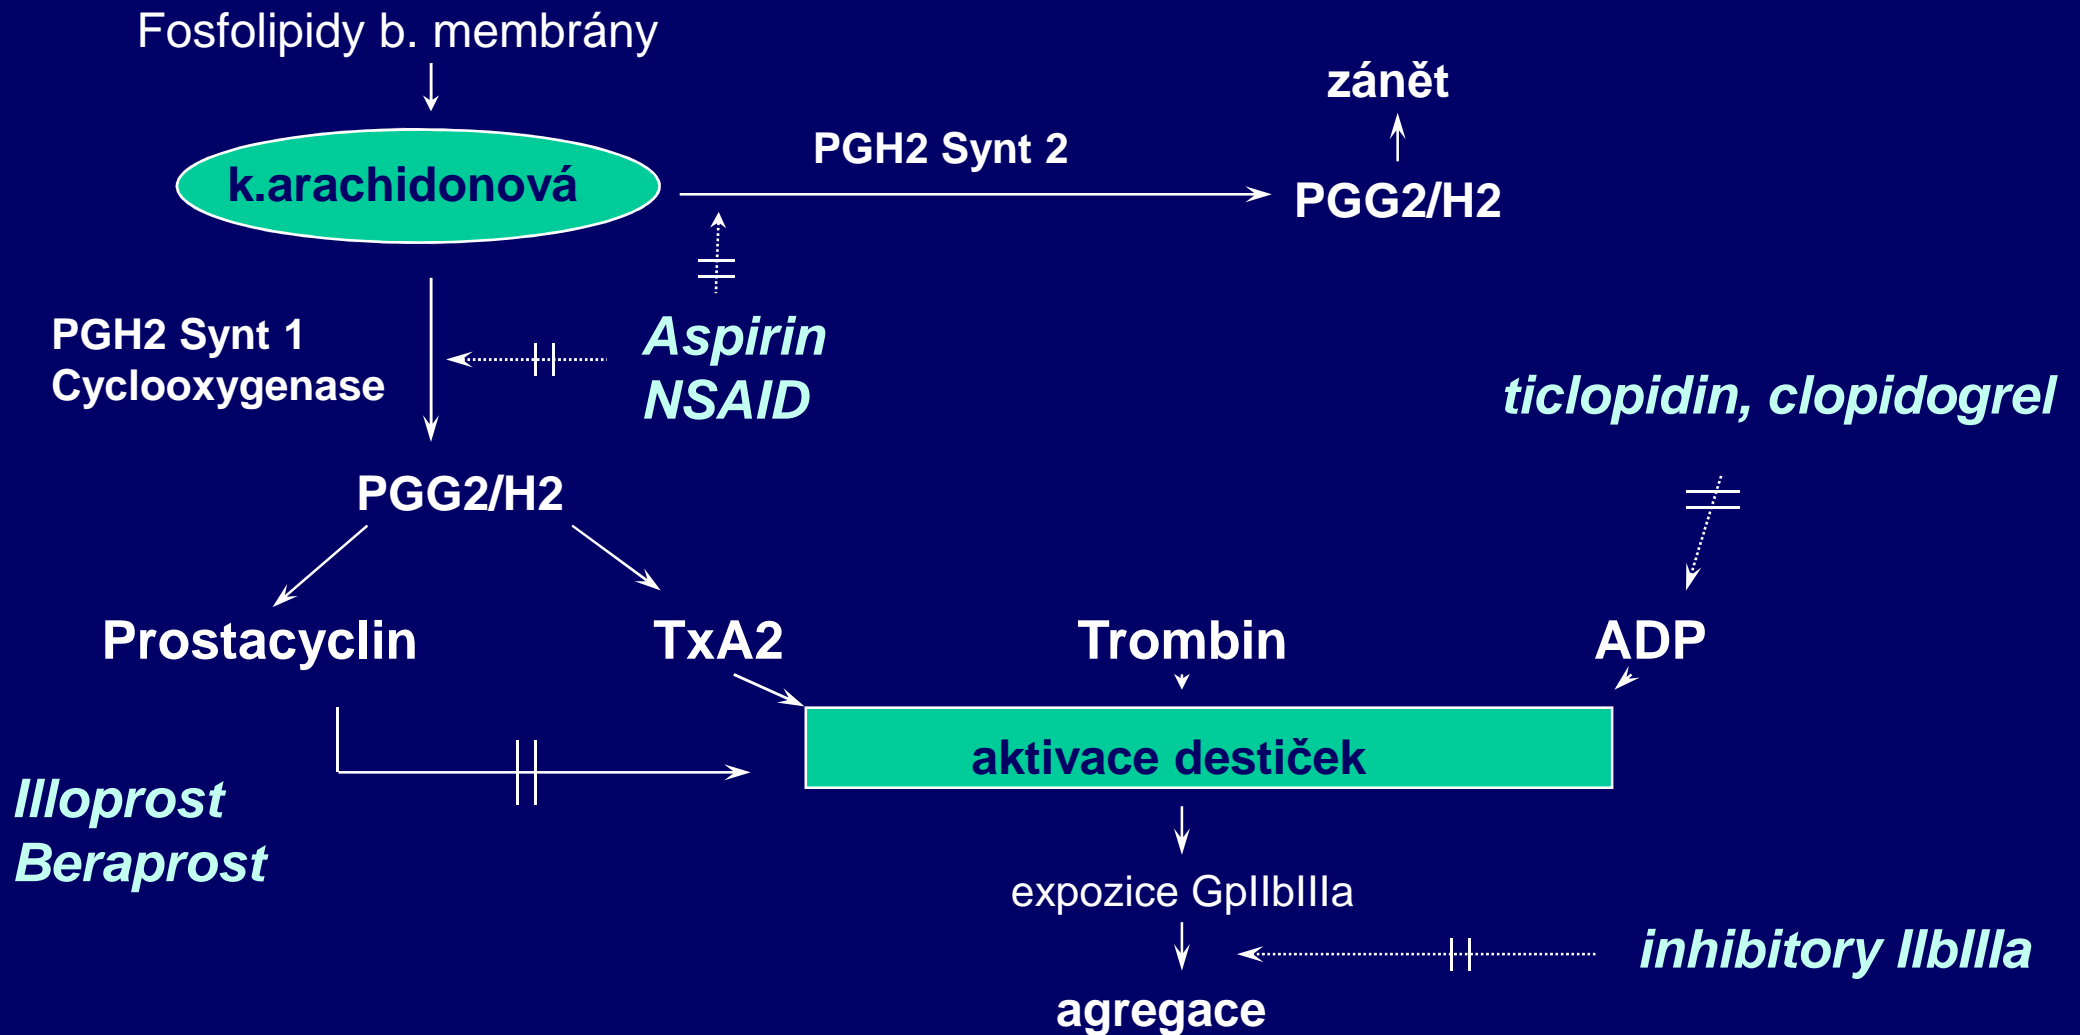 Fosfolipidy b. membrány
zánět
PGH2 Synt 2
k.arachidonová
PGG2/H2
PGH2 Synt 1
Cyclooxygenase
Aspirin
NSAID
ticlopidin, clopidogrel
PGG2/H2
Prostacyclin
TxA2
Trombin
ADP
aktivace destiček
Illoprost
Beraprost
expozice GpIIbIIIa
inhibitory IIbIIIa
agregace